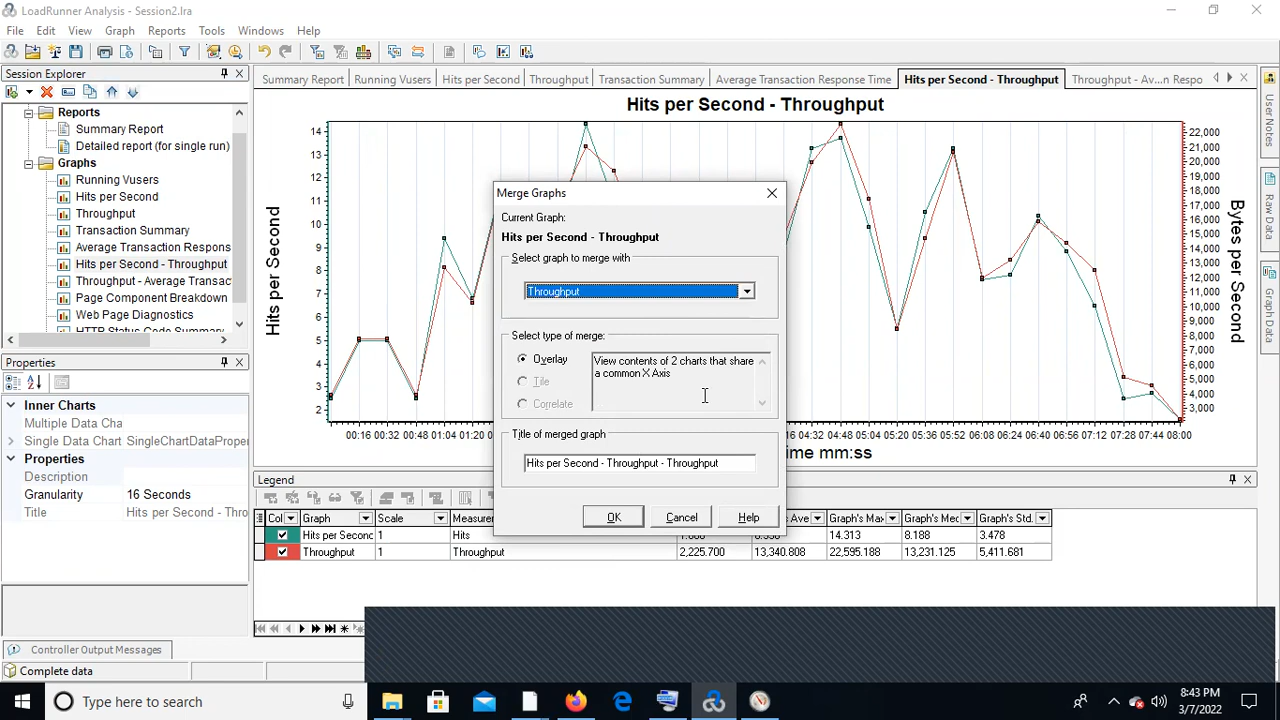 LoadRunner Analysis - Session2.lra
File Edit View Graph Reports Tools Windows Help
Session Explorer
Reports
Summary Report
Detailed report (for single run)
Graphs
Running Vusers
Hits per Second
Throughput
Transaction Summary
Average Transaction Respons
Hits per Second - Throughput
Throughput - Average Transaction
Page Component Breakdown
Web Page Diagnostics
HTTP Status Code Summary
Properties
Inner Charts
Multiple Data Cha
Single Data Chart SingleChartDataProper
Properties
Description
Granularity 16 Seconds
Title Hits per Second - Thro
Controller Output Messages
Complete data
Summary Report Running Vusers Hits per Second Throughput Transaction Summary Average Transaction Response Time Hits per Second - Throughput Throughput - Av...n Respo
Hits per Second - Throughput
Hits per Second
14
13
12
11
10
9
8
7
6
5
4
3
2
22,000
21,000
20,000
19,000
18,000
17,000
16,000
15,000
14,000
13,000
12,000
11,000
10,000
9,000
8,000
7,000
6,000
5,000
4,000
3,000
Bytes per Second
00:16 00:32 00:48 01:04 01:20
04:32 04:48 05:04 05:20 05:36 05:52 06:08 06:24 06:40 06:56 07:12 07:28 07:44 08:00
ime mm:ss
Merge Graphs
Current Graph:
Hits per Second - Throughput
Select graph to merge with
Throughput
Select type of merge:
Overlay
Tile
Correlate
View contents of 2 charts that share
a common X Axis
Title of merged graph
Hits per Second - Throughput - Throughput
OK Cancel Help
Legend
Col Graph Scale Measurem Ave Graph's Max Graph's Med Graph's Std.
Hits per Second 1 Hits 14.313 8.188 3.478
Throughput 1 Throughput 2,225.700 13,340.808 22,595.188 13,231.125 5,411.681
User Notes
Raw Data
Graph Data
Type here to search
8:43 PM
3/7/2022